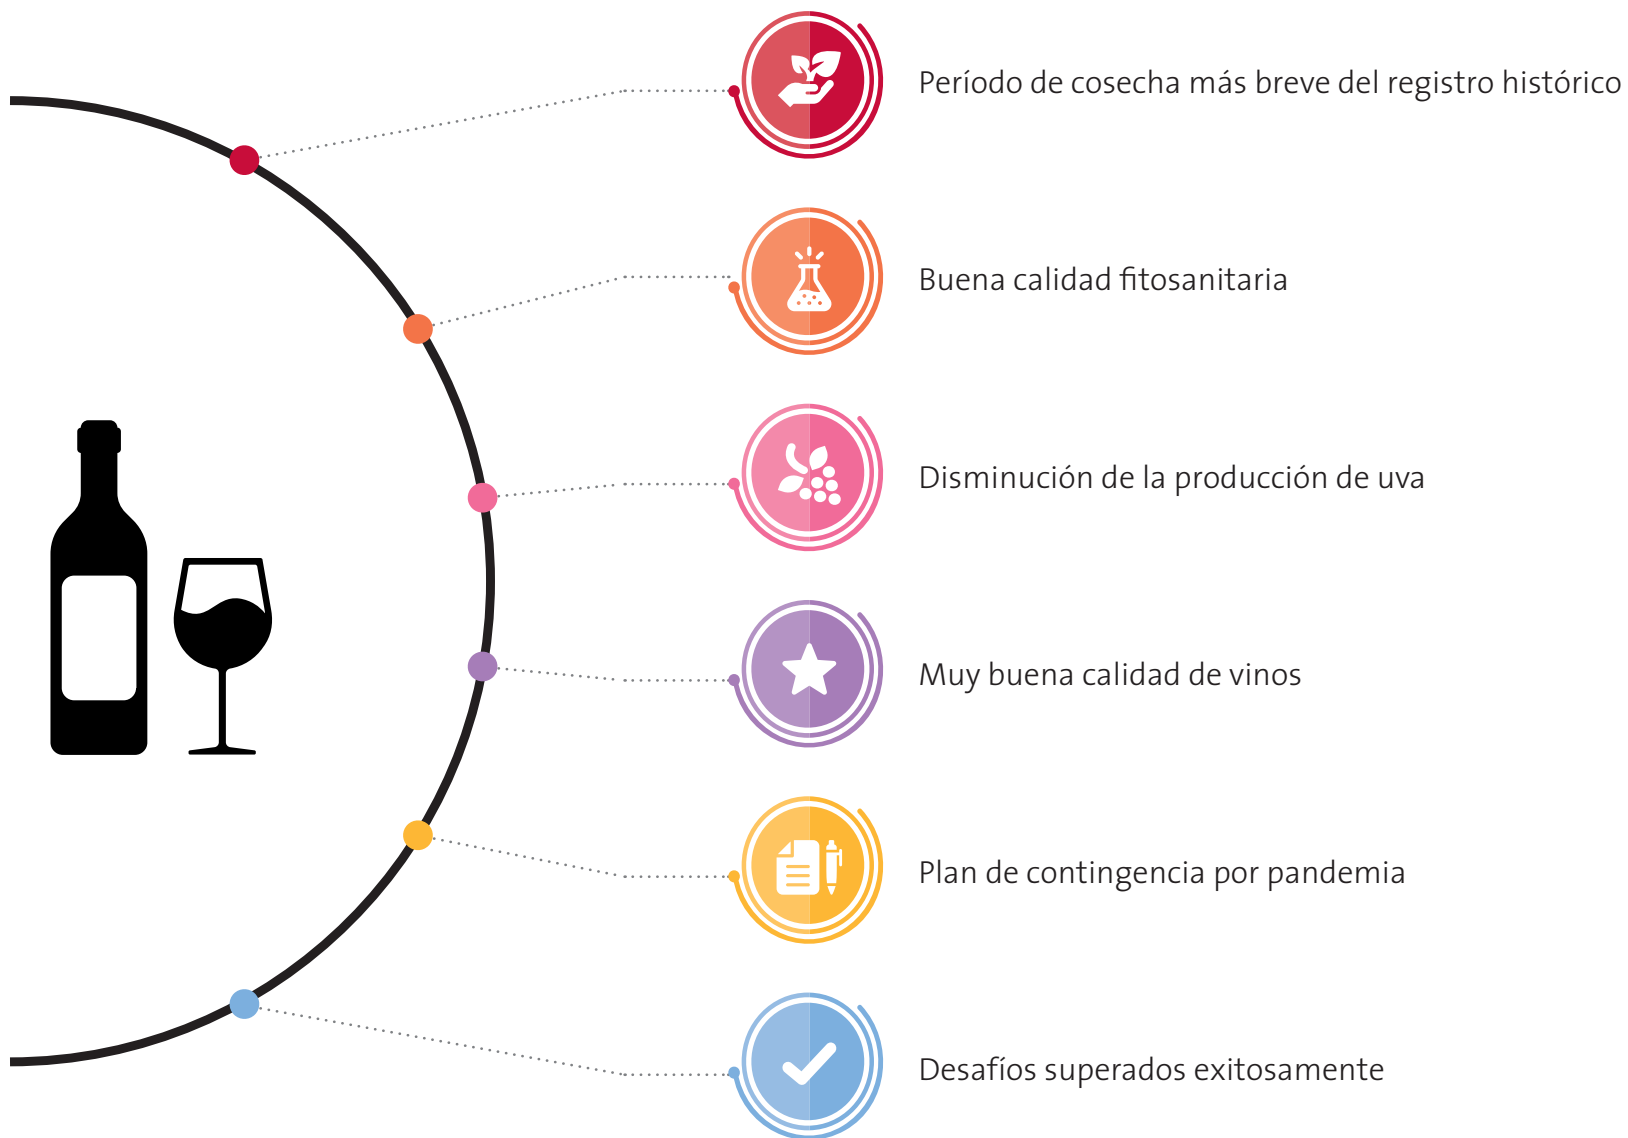 Período de cosecha más breve del registro histórico
Buena calidad fitosanitaria
Disminución de la producción de uva
Muy buena calidad de vinos
Plan de contingencia por pandemia
Desafíos superados exitosamente